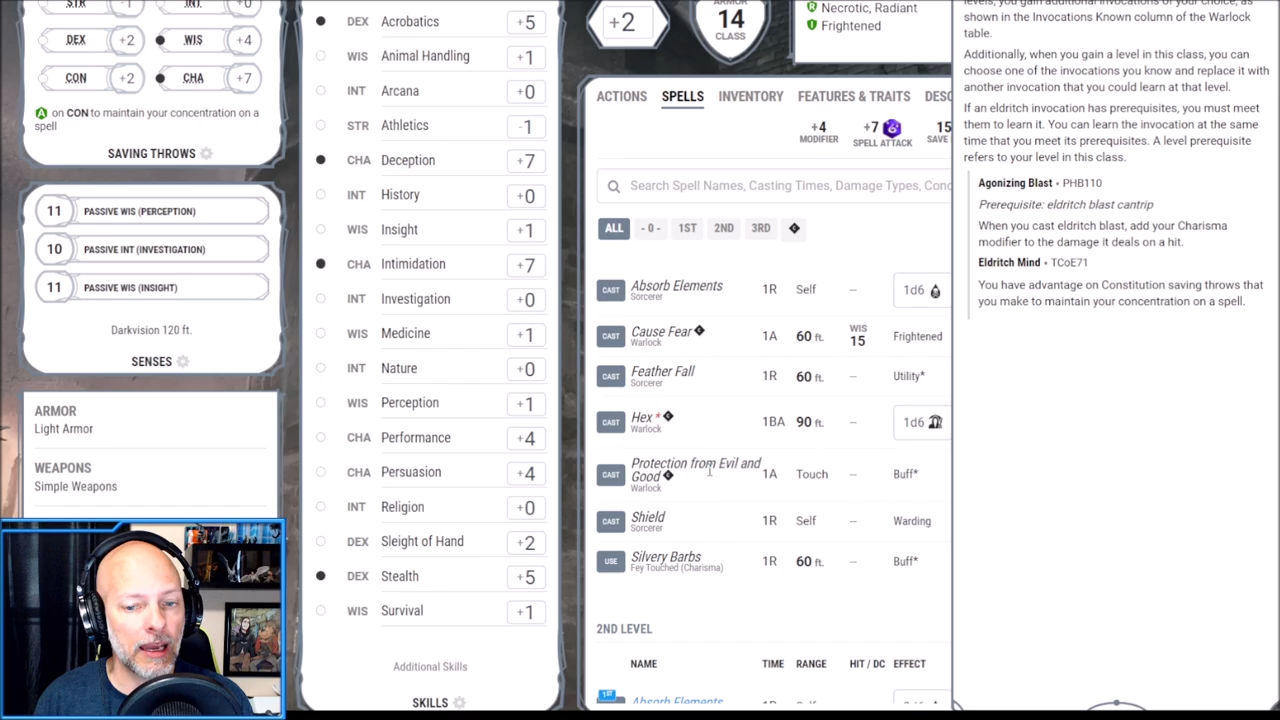 STR -1 INT +0
DEX +2 WIS +4
CON +2 CHA +7
A on CON to maintain your concentration on a
spell
SAVING THROWS
11 PASSIVE WIS (PERCEPTION)
10 PASSIVE INT (INVESTIGATION)
11 PASSIVE WIS (INSIGHT)
Darkvision 120 ft.
SENSES
ARMOR
Light Armor
WEAPONS
Simple Weapons
DEX Acrobatics +5
WIS Animal Handling +1
INT Arcana +0
STR Athletics -1
CHA Deception +7
INT History +0
WIS Insight +1
CHA Intimidation +7
INT Investigation +0
WIS Medicine +1
INT Nature +0
WIS Perception +1
CHA Performance +4
CHA Persuasion +4
INT Religion +0
DEX Sleight of Hand +2
DEX Stealth +5
WIS Survival +1
Additional Skills
SKILLS
+2
ARMOR
14
CLASS
R Necrotic, Radiant
I Frightened
ACTIONS SPELLS INVENTORY FEATURES & TRAITS DESC
+4 +7 15
MODIFIER SPELL ATTACK SAVE
Search Spell Names, Casting Times, Damage Types, Conc
ALL - 0 - 1ST 2ND 3RD C
CAST Absorb Elements 1R Self -- 1d6
Sorcerer
CAST Cause Fear C 1A 60 ft. WIS 15 Frightened
Warlock
CAST Feather Fall 1R 60 ft. -- Utility*
Sorcerer
CAST Hex * C 1BA 90 ft. -- 1d6
Warlock
CAST Protection from Evil and
Good C 1A Touch -- Buff*
Warlock
CAST Shield 1R Self -- Warding
Sorcerer
USE Silvery Barbs 1R 60 ft. -- Buff*
Fey Touched (Charisma)
2ND LEVEL
NAME TIME RANGE HIT / DC EFFECT
1ST Absorb Elements 1R Self
levels, you gain additional invocations of your choice, as
shown in the Invocations Known column of the Warlock
table.
Additionally, when you gain a level in this class, you can
choose one of the invocations you know and replace it with
another invocation that you could learn at that level.
If an eldritch invocation has prerequisites, you must meet
them to learn it. You can learn the invocation at the same
time that you meet its prerequisites. A level prerequisite
refers to your level in this class.
Agonizing Blast • PHB110
Prerequisite: eldritch blast cantrip
When you cast eldritch blast, add your Charisma
modifier to the damage it deals on a hit.
Eldritch Mind • TCoE71
You have advantage on Constitution saving throws that
you make to maintain your concentration on a spell.